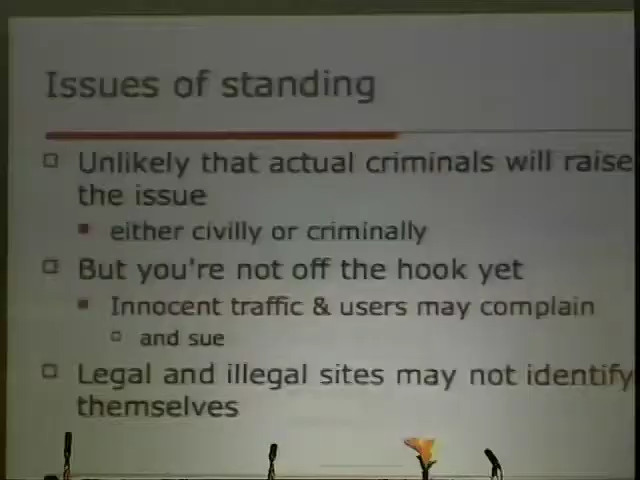 Issues of standing
Unlikely that actual criminals will raise
the issue
either civilly or criminally
But you're not off the hook yet
Innocent traffic & users may complain
and sue
Legal and illegal sites may not identify
themselves